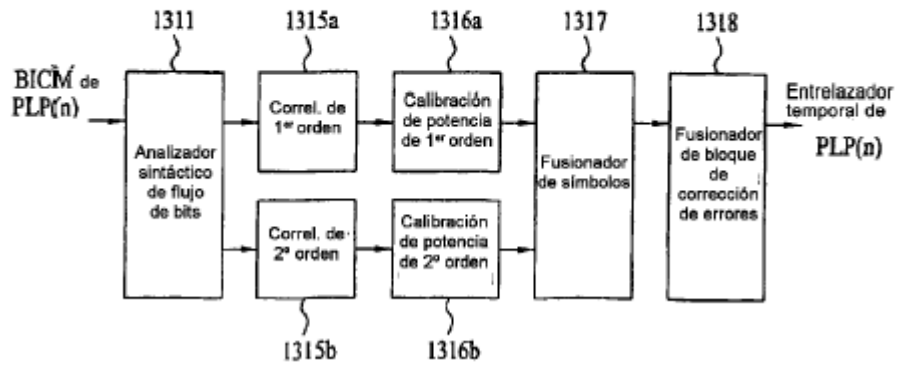 1311
1315a
1316a
1317
1318
BICM de
PLP(n)
Analizador
sintáctico
de flujo
de bits
Correl. de
1er orden
Calibración
de potencia
de 1er orden
Correl. de
2º orden
Calibración
de potencia
de 2º orden
Fusionador
de símbolos
Fusionador
de bloque
de
corrección
de errores
Entrelazador
temporal de
PLP(n)
1315b
1316b